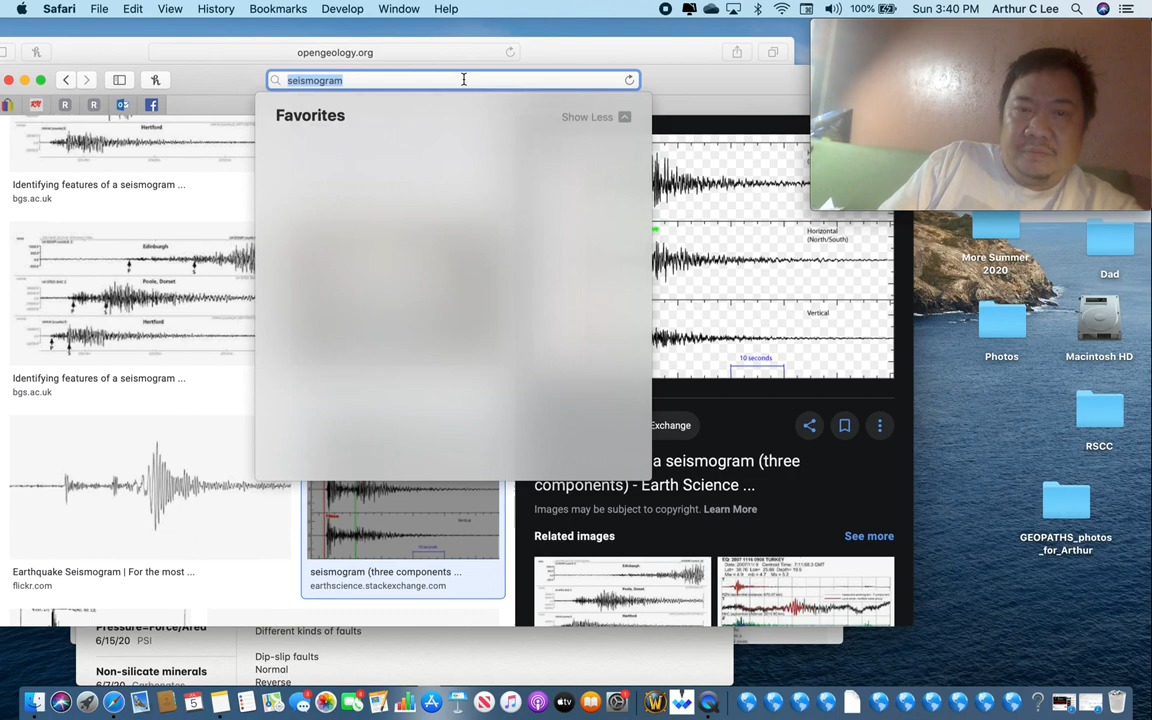 Safari File Edit View History Bookmarks Develop Window Help 100% Sun 3:40 PM Arthur C Lee
opengeology.org
seismogram
Favorites
Show Less
Hertford
Identifying features of a seismogram ...
bgs.ac.uk
Edinburgh
Poole, Dorset
Hertford
P
S
Identifying features of a seismogram ...
bgs.ac.uk
Earthquake Seismogram | For the most ...
flickr.com
Vertical
seismogram (three components ...
earthscience.stackexchange.com
Horizontal
(North/South)
Vertical
10 seconds
Exchange
a seismogram (three
components) - Earth Science ...
Images may be subject to copyright. Learn More
Related images
See more
Edinburgh
Poole, Dorset
Hertford
More Summer
2020
Dad
Photos
Macintosh HD
RSCC
GEOPATHS_photos
_for_Arthur
Pressure=Force/Area
6/15/20 PSI
Non-silicate minerals
6/7/20 Carbonates
Different kinds of faults
Dip-slip faults
Normal
Reverse